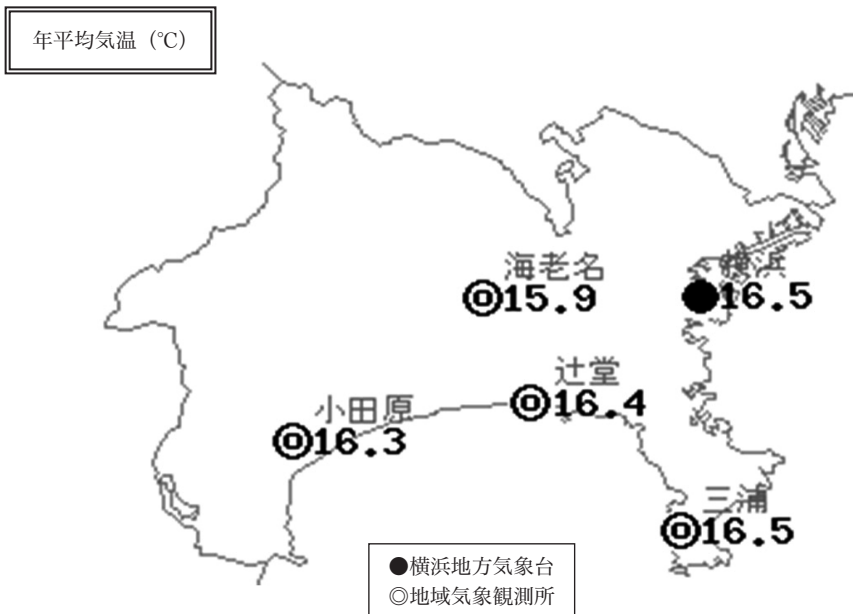 年平均気温（℃）
海老名
◎15.9
横浜
●16.5
辻堂
◎16.4
小田原
◎16.3
三浦
◎16.5
●横浜地方気象台
◎地域気象観測所